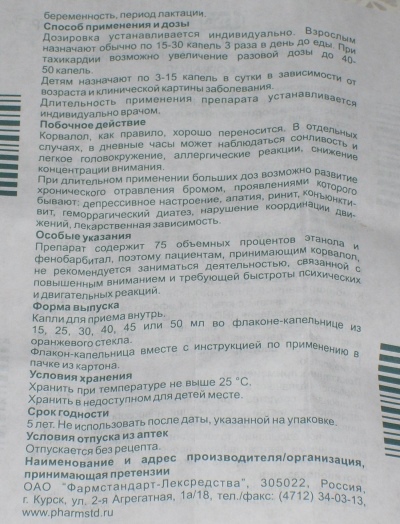 беременность, период лактации.
Способ применения и дозы
Дозировка устанавливается индивидуально. Взрослым
назначают обычно по 15-30 капель 3 раза в день до еды. При
тахикардии возможно увеличение разовой дозы до 40-
50 капель.
Детям назначают по 3-15 капель в сутки в зависимости от
возраста и клинической картины заболевания.
Длительность применения препарата устанавливается
индивидуально врачом.
Побочное действие
Корвалол, как правило, хорошо переносится. В отдельных
случаях, в дневные часы может наблюдаться сонливость и
легкое головокружение, аллергические реакции, снижение
концентрации внимания.
При длительном применении больших доз возможно развитие
хронического отравления бромом, проявлениями которого
бывают: депрессивное настроение, апатия, ринит, конъюнкти-
вит, геморрагический диатез, нарушение координации дви-
жений, лекарственная зависимость.
Особые указания
Препарат содержит 75 объемных процентов этанола и
фенобарбитал, поэтому пациентам, принимающим корвалол,
не рекомендуется заниматься деятельностью, связанной с
повышенным вниманием и требующей быстроты психических
и двигательных реакций.
Форма выпуска
Капли для приема внутрь.
15, 25, 30, 40, 45 или 50 мл во флаконе-капельнице из
оранжевого стекла.
Флакон-капельница вместе с инструкцией по применению в
пачке из картона.
Условия хранения
Хранить при температуре не выше 25 °С.
Хранить в недоступном для детей месте.
Срок годности
5 лет. Не использовать после даты, указанной на упаковке.
Условия отпуска из аптек
Отпускается без рецепта.
Наименование и адрес производителя/организация,
принимающая претензии
ОАО "Фармстандарт-Лексредства", 305022, Россия,
г. Курск, ул. 2-я Агрегатная, 1а/18, тел./факс: (4712) 34-03-13,
www.pharmstd.ru